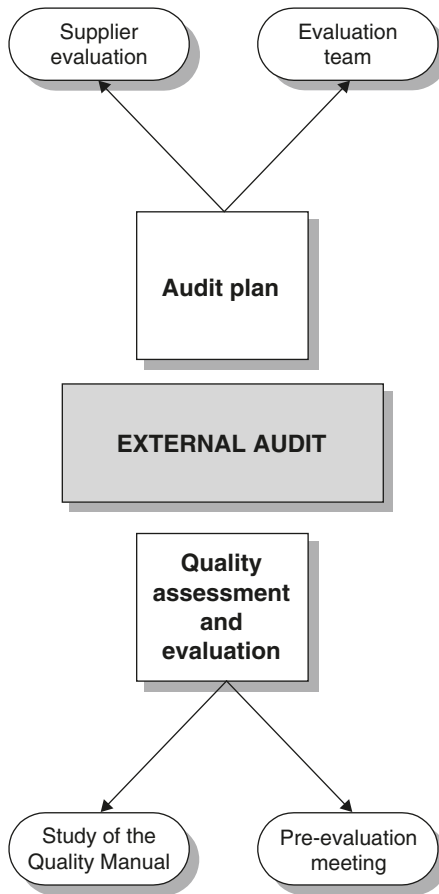 Supplier
evaluation
Evaluation
team
Audit plan
EXTERNAL AUDIT
Quality
assessment
and
evaluation
Study of the
Quality Manual
Pre-evaluation
meeting